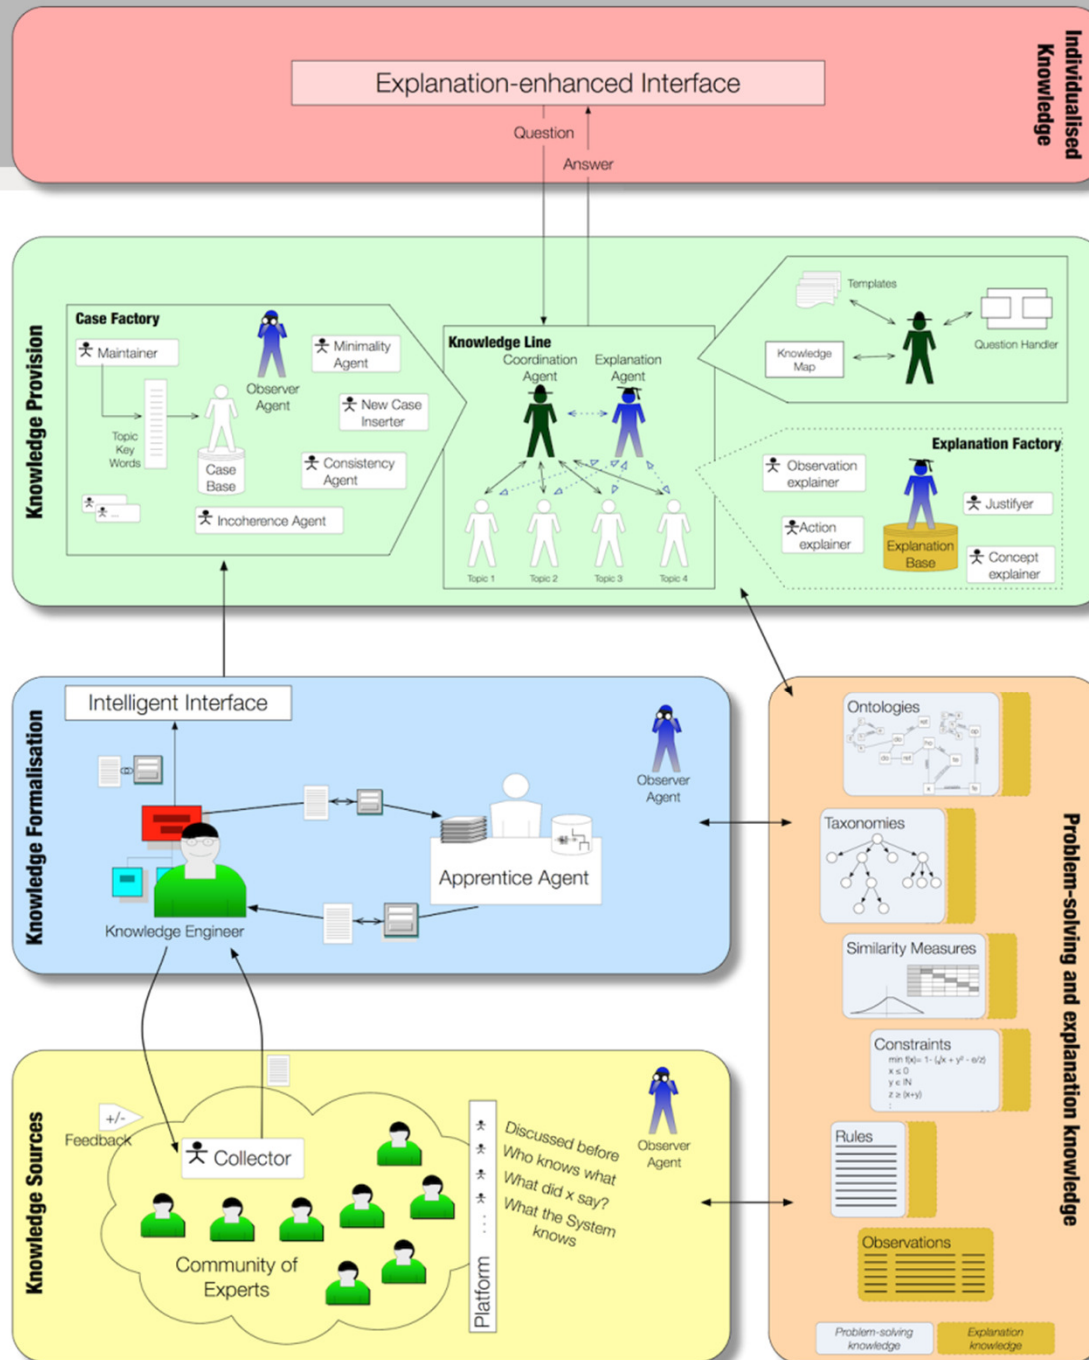 Individualised
Knowledge
Explanation-enhanced Interface
Question
Answer
Knowledge Provision
Case Factory
Maintainer
Topic
Key
Words
...
Observer
Agent
Case
Base
Minimality
Agent
New Case
Inserter
Consistency
Agent
Incoherence Agent
Knowledge Line
Coordination
Agent
Explanation
Agent
Topic 1
Topic 2
Topic 3
Topic 4
Templates
Knowledge
Map
Question Handler
Explanation Factory
Observation
explainer
Action
explainer
Explanation
Base
Justifyer
Concept
explainer
Knowledge Formalisation
Intelligent Interface
Observer
Agent
Apprentice Agent
Knowledge Engineer
Knowledge Sources
+/-
Feedback
Collector
Community of
Experts
Platform
Discussed before
Who knows what
What did x say?
What the System
knows
Observer
Agent
Problem-solving and explanation knowledge
Ontologies
Taxonomies
Similarity Measures
Constraints
x ≤ 0
y ε IN
z ≥ (x+y)
:
Rules
Observations
Problem-solving
knowledge
Explanation
knowledge